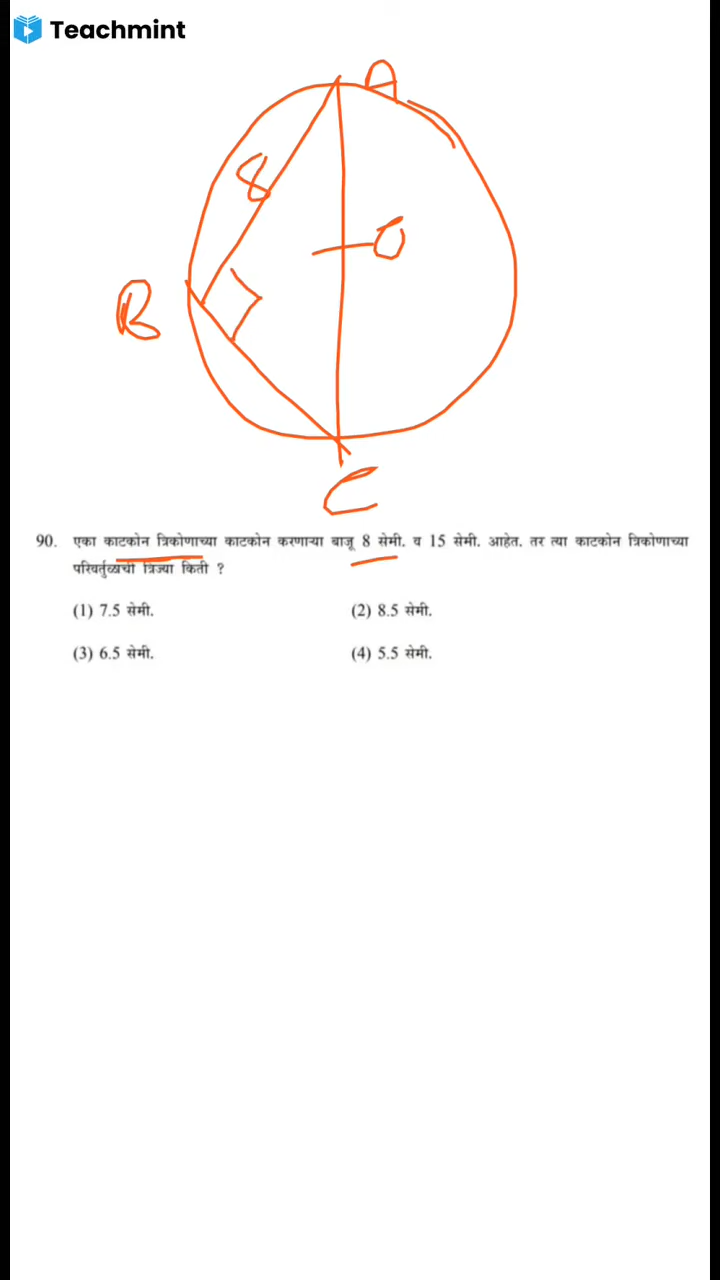 Teachmint
A
8
O
B
C
90. एका काटकोन त्रिकोणाच्या काटकोन करणाऱ्या बाजू 8 सेमी. व 15 सेमी. आहेत. तर त्या काटकोन त्रिकोणाच्या
परिवर्तुळाची त्रिज्या किती ?
(1) 7.5 सेमी. (2) 8.5 सेमी.
(3) 6.5 सेमी. (4) 5.5 सेमी.